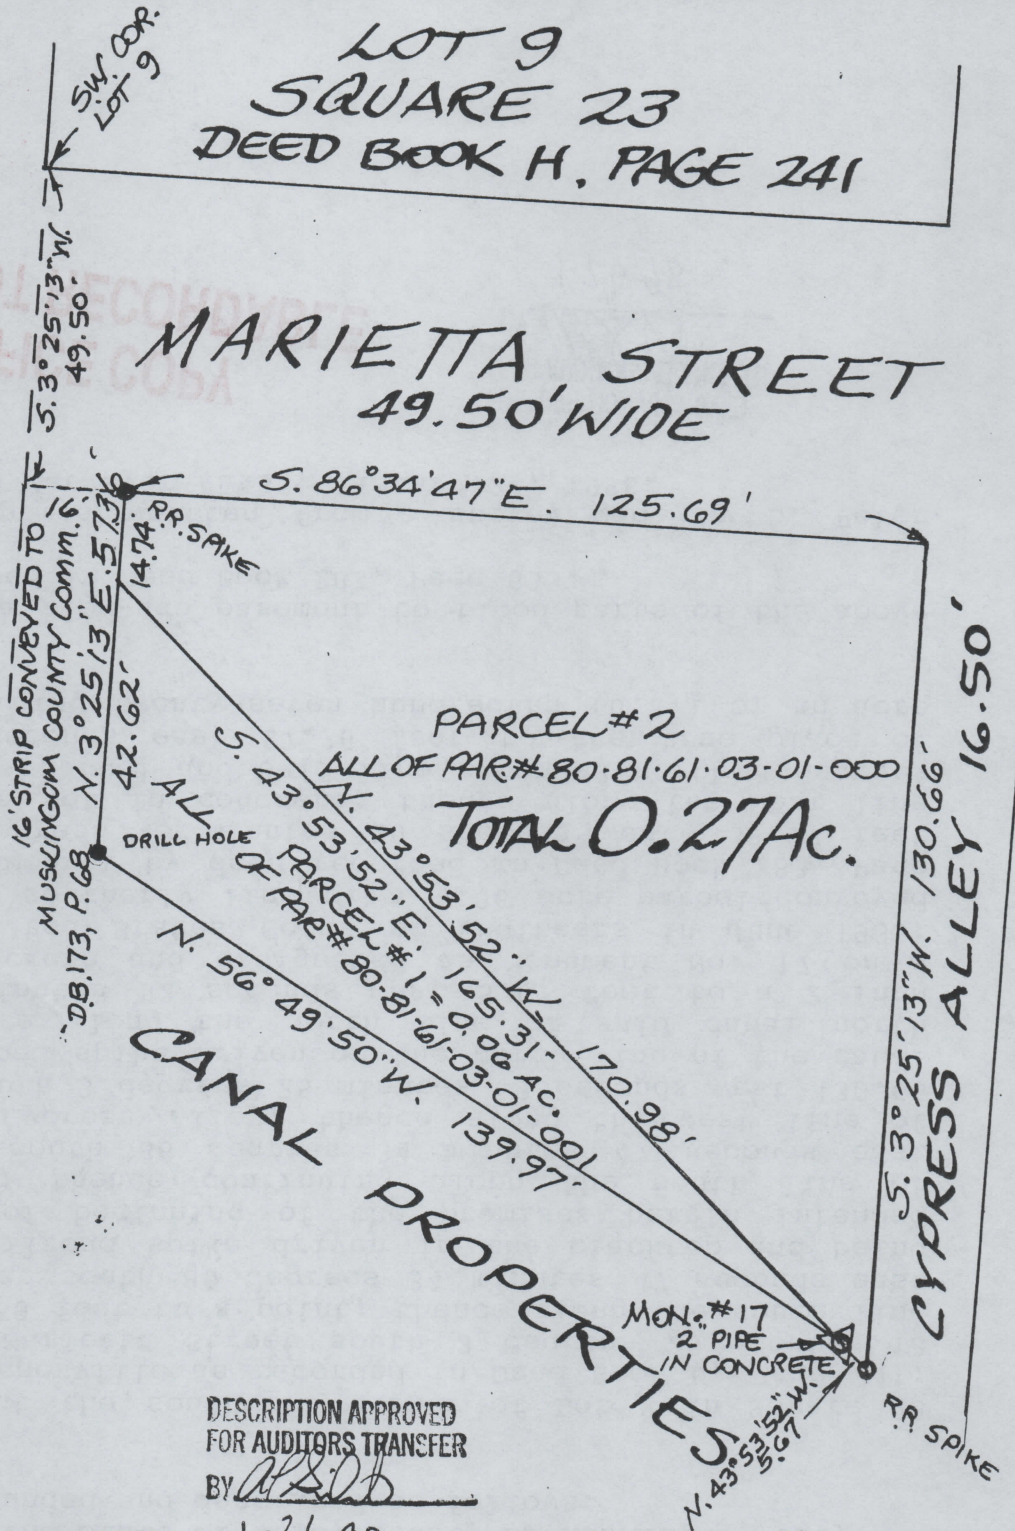 S.W. COR.
LOT 9
LOT 9
SQUARE 23
DEED BOOK H, PAGE 241
S. 3° 25' 13" W.
49.50'
MARIETTA STREET
49.50' WIDE
S. 86° 34' 47" E. 125.69'
R.R. SPIKE
16'
16' STRIP CONVEYED TO
MUSKINGUM COUNTY COMM.
D.B. 173, P. 68
N. 3° 25' 13" E. 57.36'
14.74'
42.62'
DRILL HOLE
PARCEL #2
ALL OF PAR.# 80-81-61-03-01-000
TOTAL 0.27 AC.
N. 43° 53' 52" W. 170.98'
S. 43° 53' 52" E. 165.31'
PARCEL #1 = 0.06 AC.
ALL OF PAR# 80-81-61-03-01-001
N. 56° 49' 50" W. 139.97'
S. 3° 25' 13" W. 130.66'
CYPRESS ALLEY 16.50'
CANAL PROPERTIES
MON. #17
2" PIPE
IN CONCRETE
N. 43° 53' 52" W.
5.67'
R.R. SPIKE
DESCRIPTION APPROVED
FOR AUDITORS TRANSFER
BY